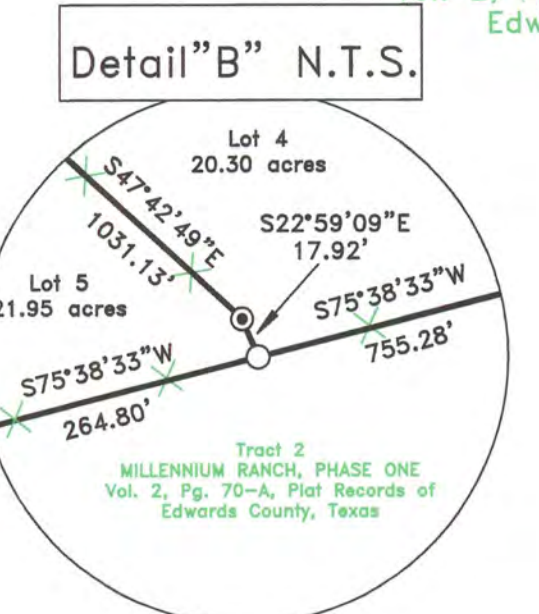 Edw
Detail"B" N.T.S.
Lot 4
20.30 acres
S47°42'49"E
1031.13'
S22°59'09"E
17.92'
Lot 5
21.95 acres
S75°38'33"W
755.28'
S75°38'33"W
264.80'
Tract 2
MILLENNIUM RANCH, PHASE ONE
Vol. 2, Pg. 70-A, Plat Records of
Edwards County, Texas